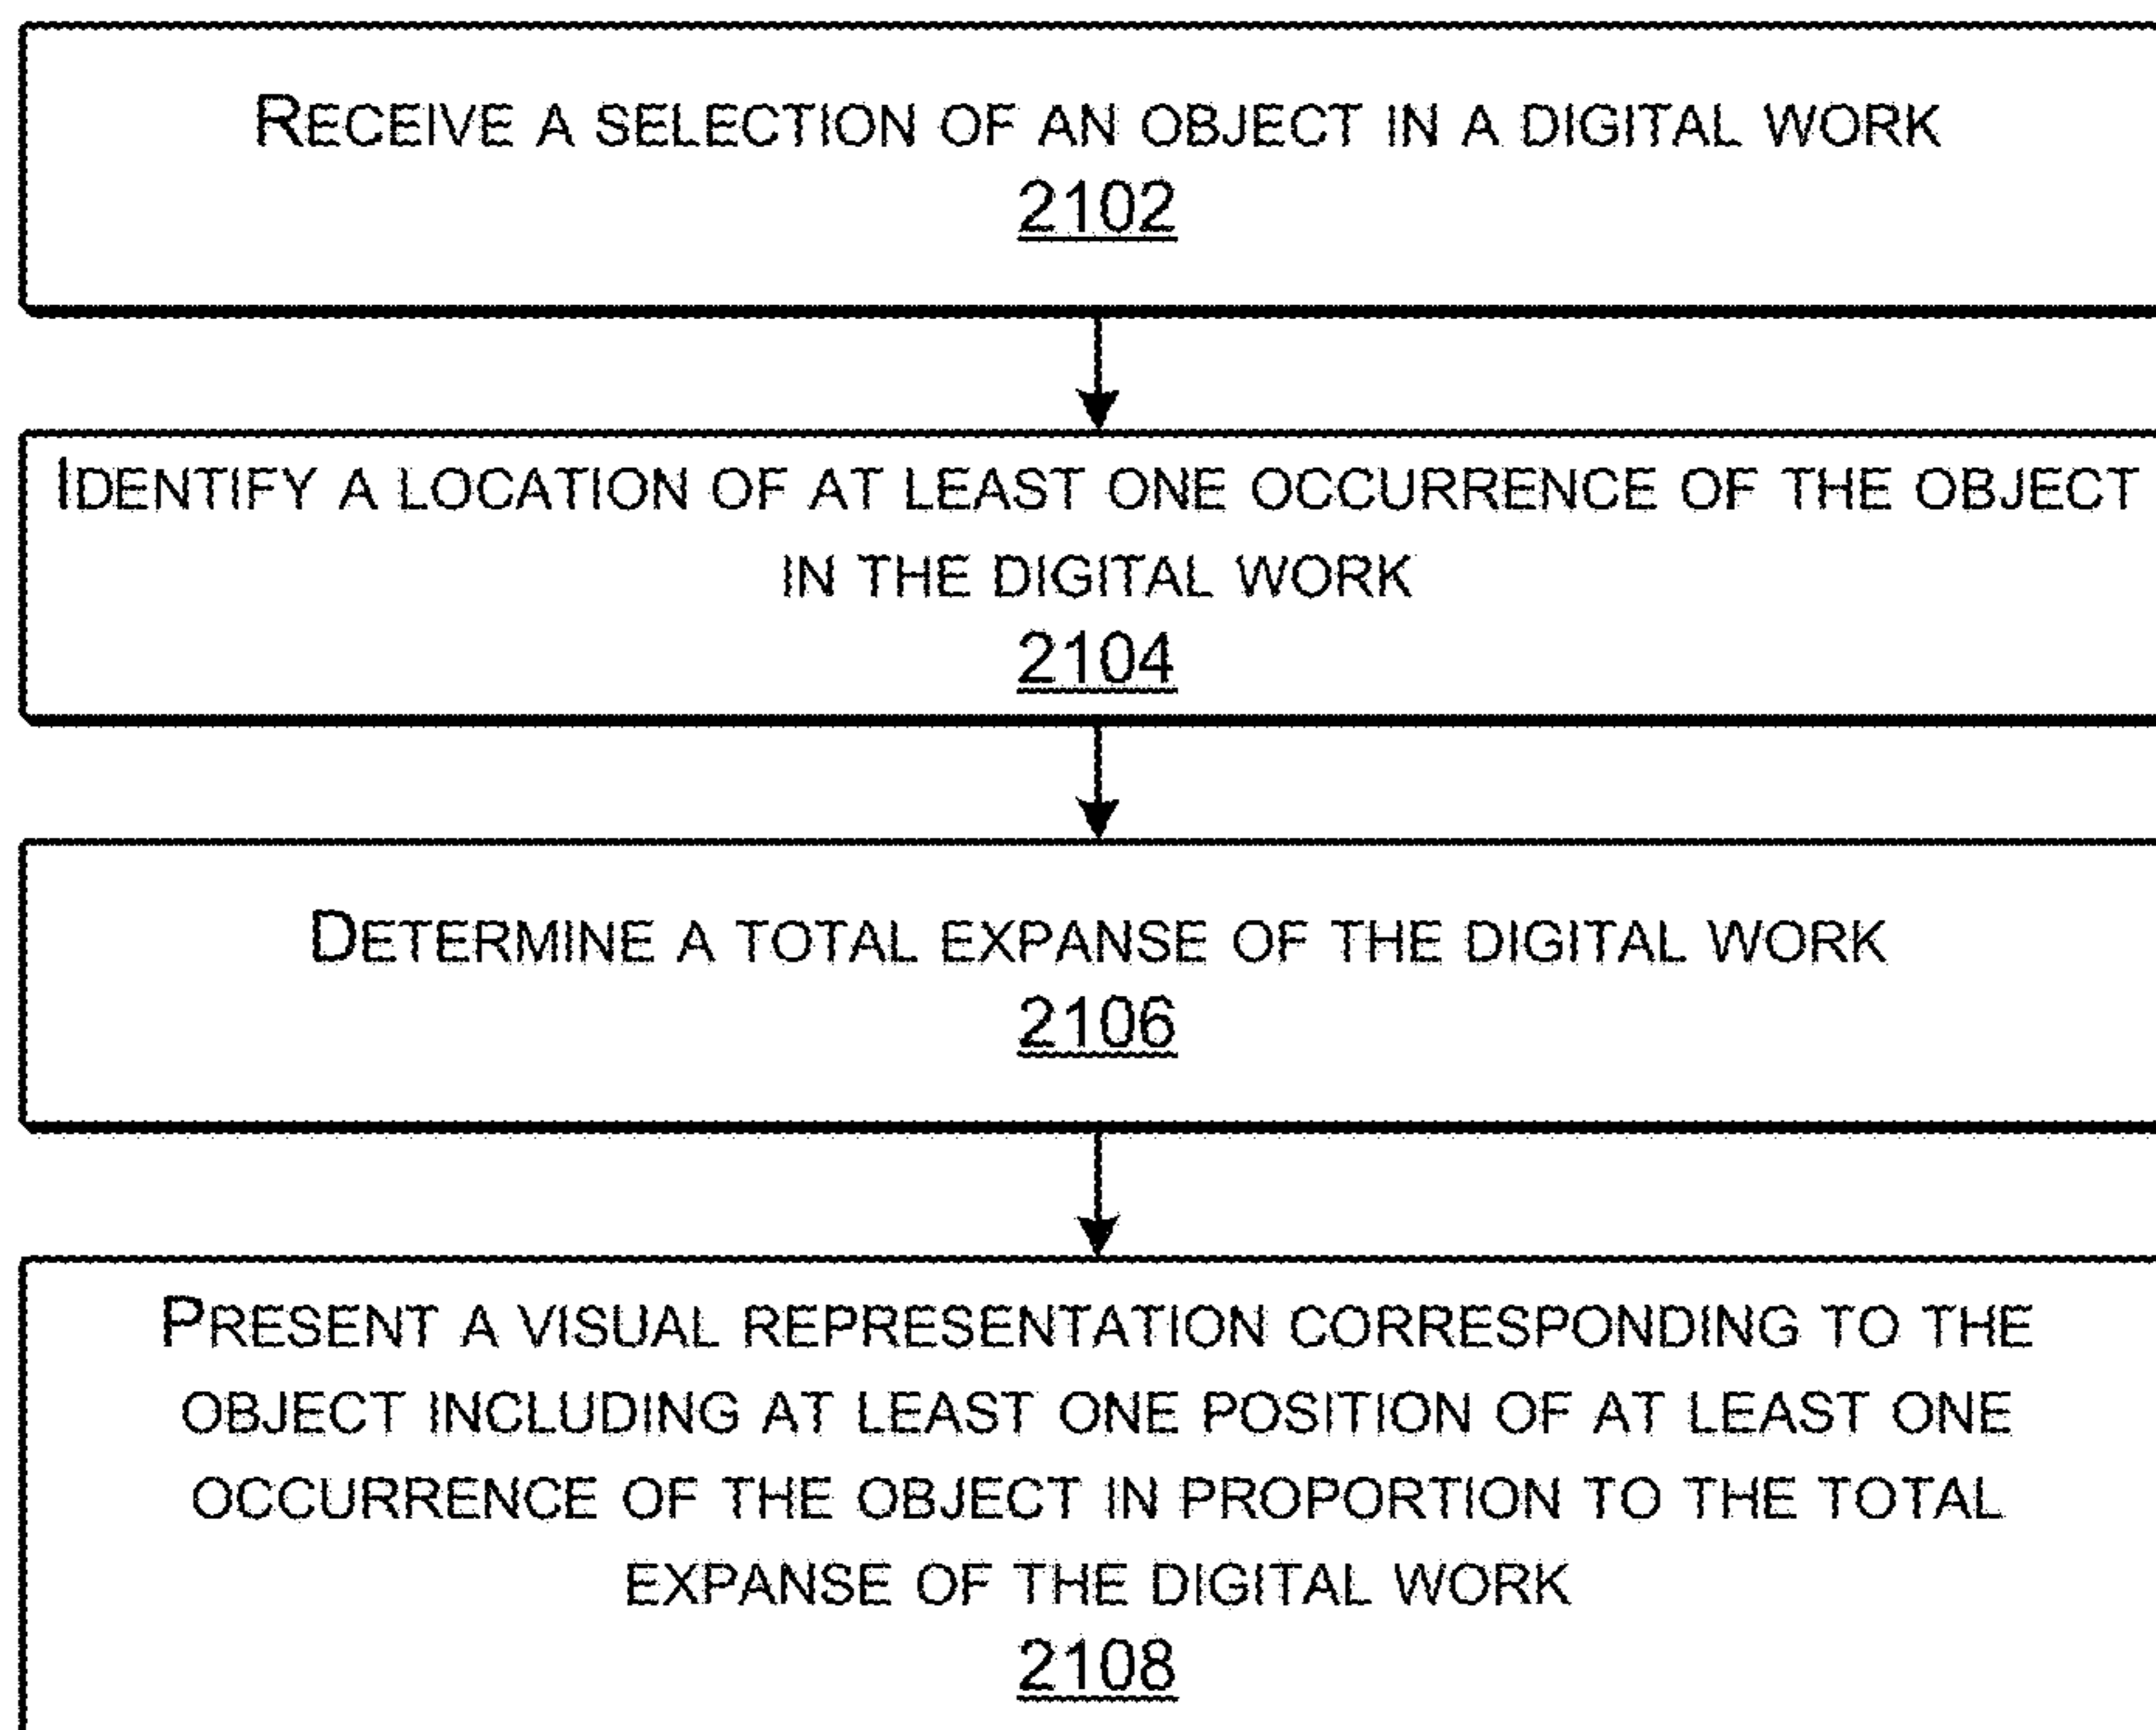 RECEIVE A SELECTION OF AN OBJECT IN A DIGITAL WORK
2102
IDENTIFY A LOCATION OF AT LEAST ONE OCCURRENCE OF THE OBJECT
IN THE DIGITAL WORK
2104
DETERMINE A TOTAL EXPANSE OF THE DIGITAL WORK
2106
PRESENT A VISUAL REPRESENTATION CORRESPONDING TO THE
OBJECT INCLUDING AT LEAST ONE POSITION OF AT LEAST ONE
OCCURRENCE OF THE OBJECT IN PROPORTION TO THE TOTAL
EXPANSE OF THE DIGITAL WORK
2108